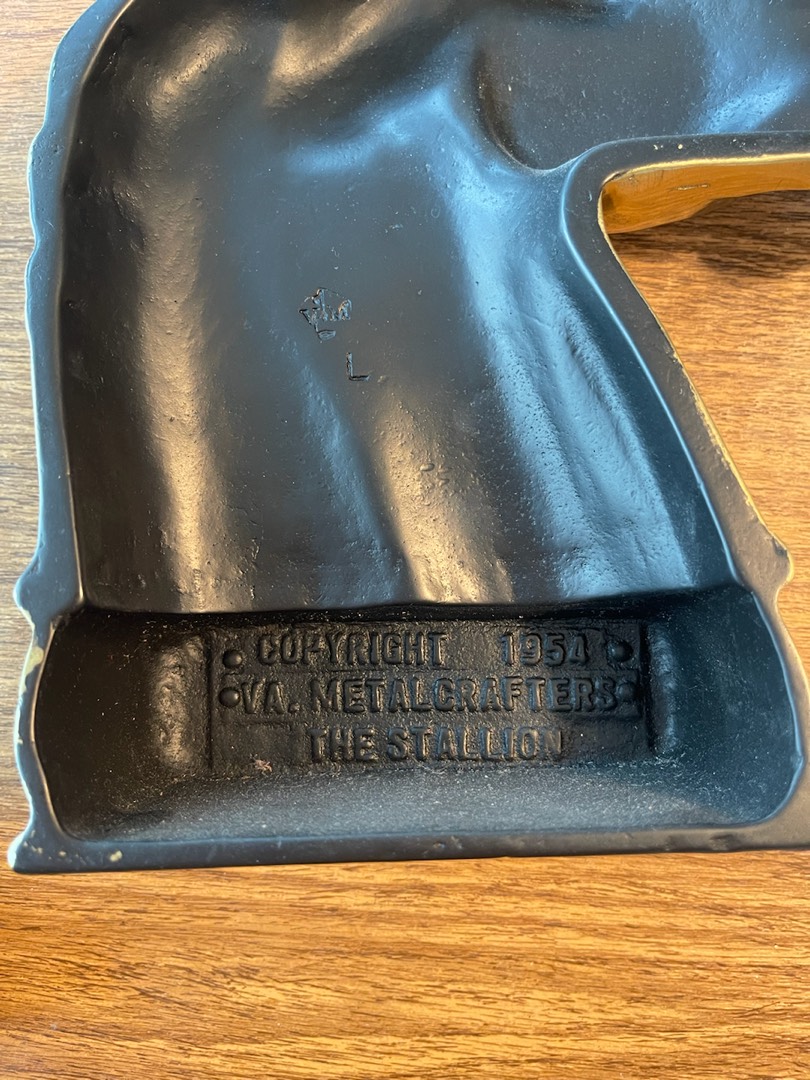 L
COPYRIGHT 1954
VA. METALCRAFTERS
THE STALLION